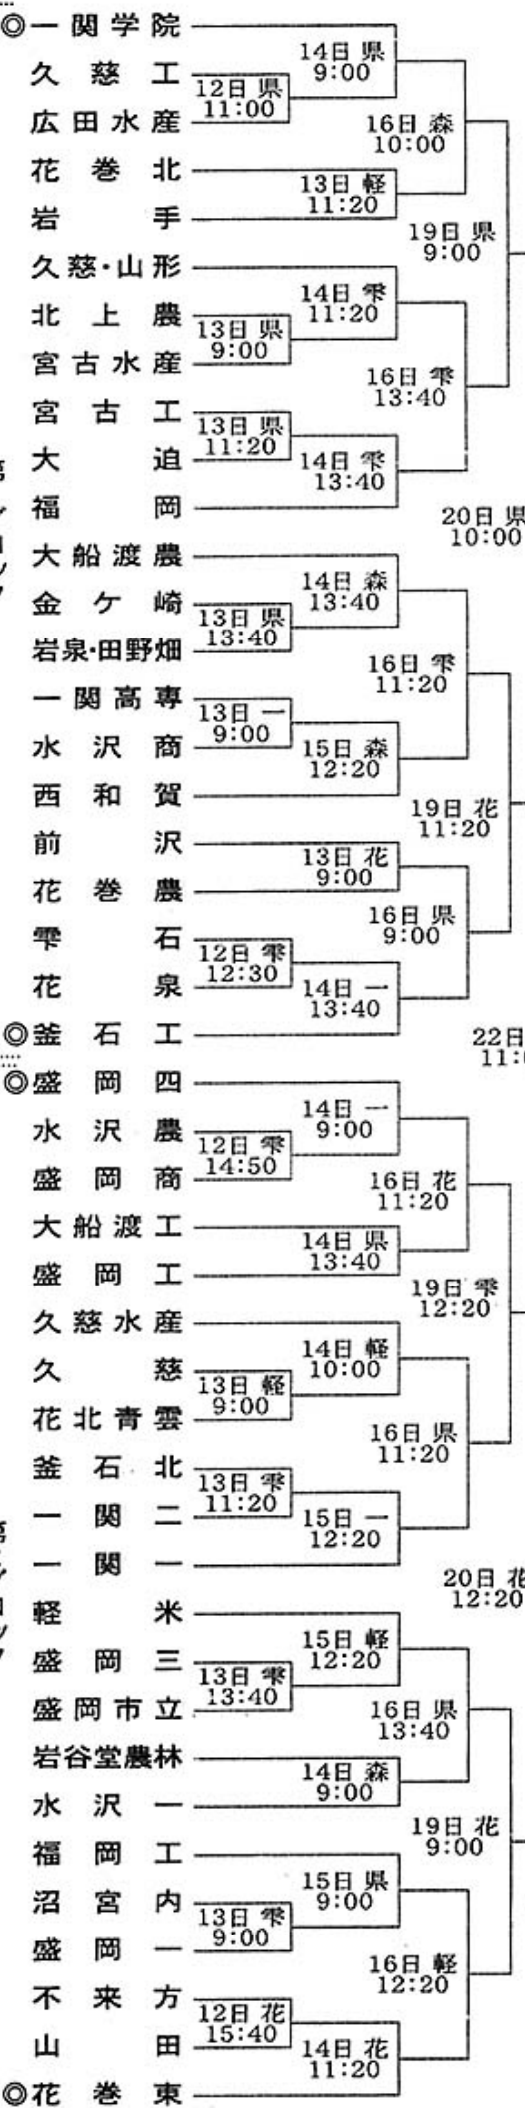 ◎一関学院
14日 県
9:00
久慈工
12日 県
11:00
広田水産
16日 森
10:00
花巻北
13日 軽
11:20
岩手
19日 県
9:00
久慈・山形
14日 雫
11:20
北上農
13日 県
9:00
宮古水産
16日 雫
13:40
宮古工
13日 県
11:20
大迫
14日 雫
13:40
福岡
20日 県
10:00
大船渡農
14日 森
13:40
金ケ崎
13日 県
13:40
岩泉・田野畑
16日 雫
11:20
一関高専
13日 一
9:00
水沢商
15日 森
12:20
西和賀
19日 花
11:20
前沢
13日 花
9:00
花巻農
16日 県
9:00
雫石
12日 雫
12:30
花泉
14日 一
13:40
◎釜石工
22日
◎盛岡四
14日 一
9:00
水沢農
12日 雫
14:50
盛岡商
16日 花
11:20
大船渡工
14日 県
13:40
盛岡工
19日 雫
12:20
久慈水産
14日 軽
10:00
久慈
13日 軽
9:00
花北青雲
16日 県
11:20
釜石北
13日 雫
11:20
一関二
15日 一
12:20
一関一
20日 花
12:20
軽米
15日 軽
12:20
盛岡三
13日 雫
13:40
盛岡市立
16日 県
13:40
岩谷堂農林
14日 森
9:00
水沢一
19日 花
9:00
福岡工
15日 県
9:00
沼宮内
13日 雫
9:00
盛岡一
16日 軽
12:20
不来方
12日 花
15:40
山田
14日 花
11:20
◎花巻東